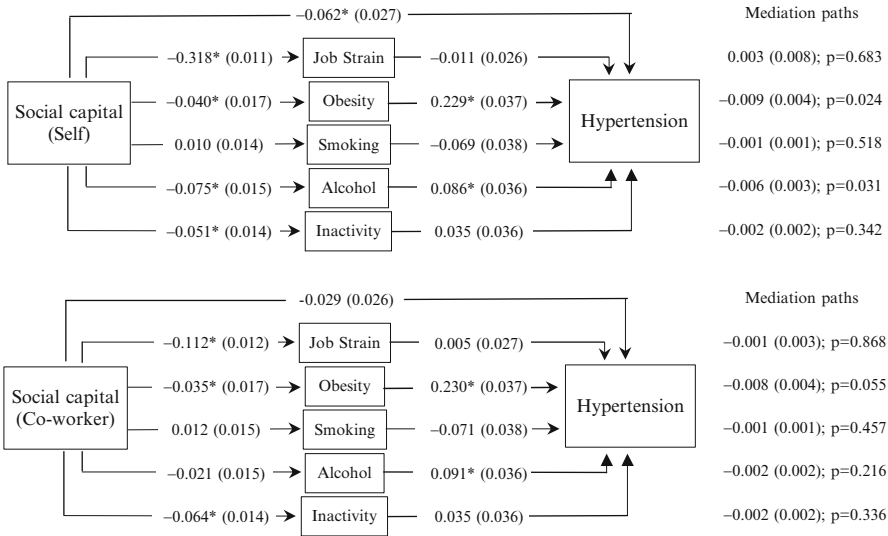 –0.062* (0.027) Mediation paths
–0.318* (0.011) Job Strain –0.011 (0.026) 0.003 (0.008); p=0.683
–0.040* (0.017) Obesity 0.229* (0.037) –0.009 (0.004); p=0.024
Social capital
(Self)
Hypertension
0.010 (0.014) Smoking –0.069 (0.038) –0.001 (0.001); p=0.518
–0.075* (0.015) Alcohol 0.086* (0.036) –0.006 (0.003); p=0.031
–0.051* (0.014) Inactivity 0.035 (0.036) –0.002 (0.002); p=0.342
-0.029 (0.026) Mediation paths
–0.112* (0.012) Job Strain 0.005 (0.027) –0.001 (0.003); p=0.868
–0.035* (0.017) Obesity 0.230* (0.037) –0.008 (0.004); p=0.055
Social capital
(Co-worker)
Hypertension
0.012 (0.015) Smoking –0.071 (0.038) –0.001 (0.001); p=0.457
–0.021 (0.015) Alcohol 0.091* (0.036) –0.002 (0.002); p=0.216
–0.064* (0.014) Inactivity 0.035 (0.036) –0.002 (0.002); p=0.336